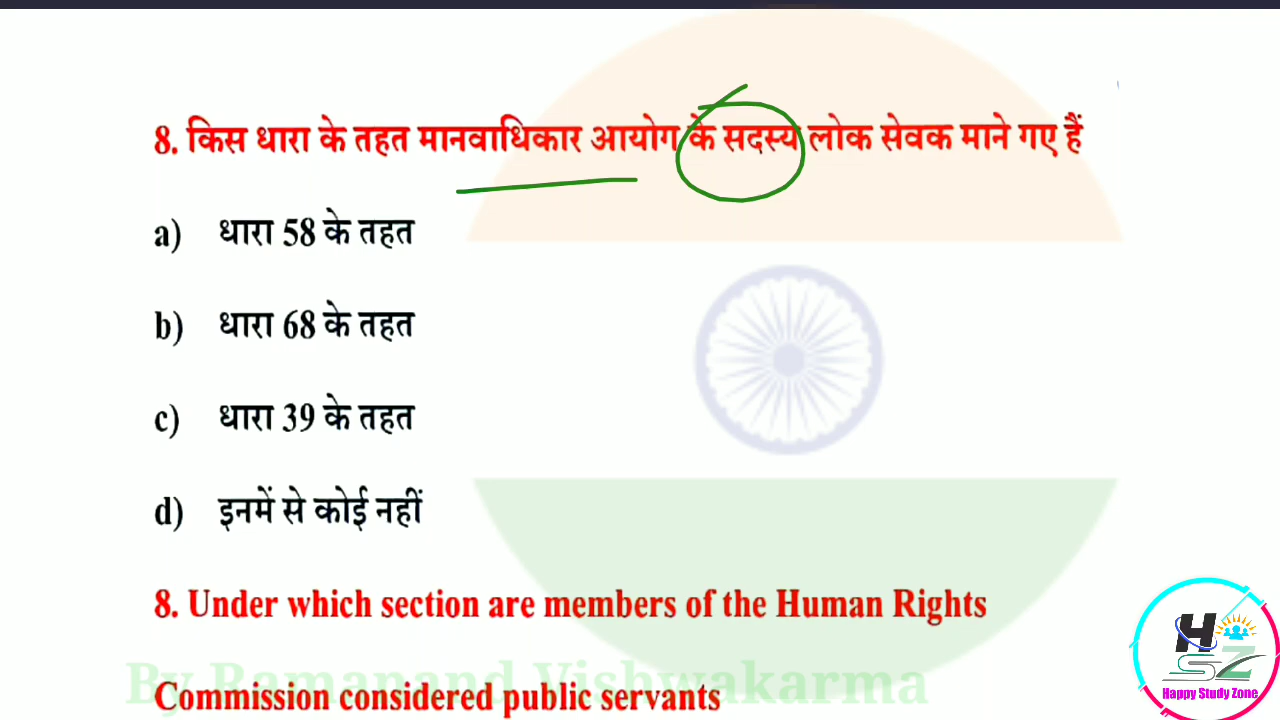 8. किस धारा के तहत मानवाधिकार आयोग के सदस्य लोक सेवक माने गए हैं
a) धारा 58 के तहत
b) धारा 68 के तहत
c) धारा 39 के तहत
d) इनमें से कोई नहीं
8. Under which section are members of the Human Rights
By Ramanand Vishwakarma
Commission considered public servants
HSZ
Happy Study Zone